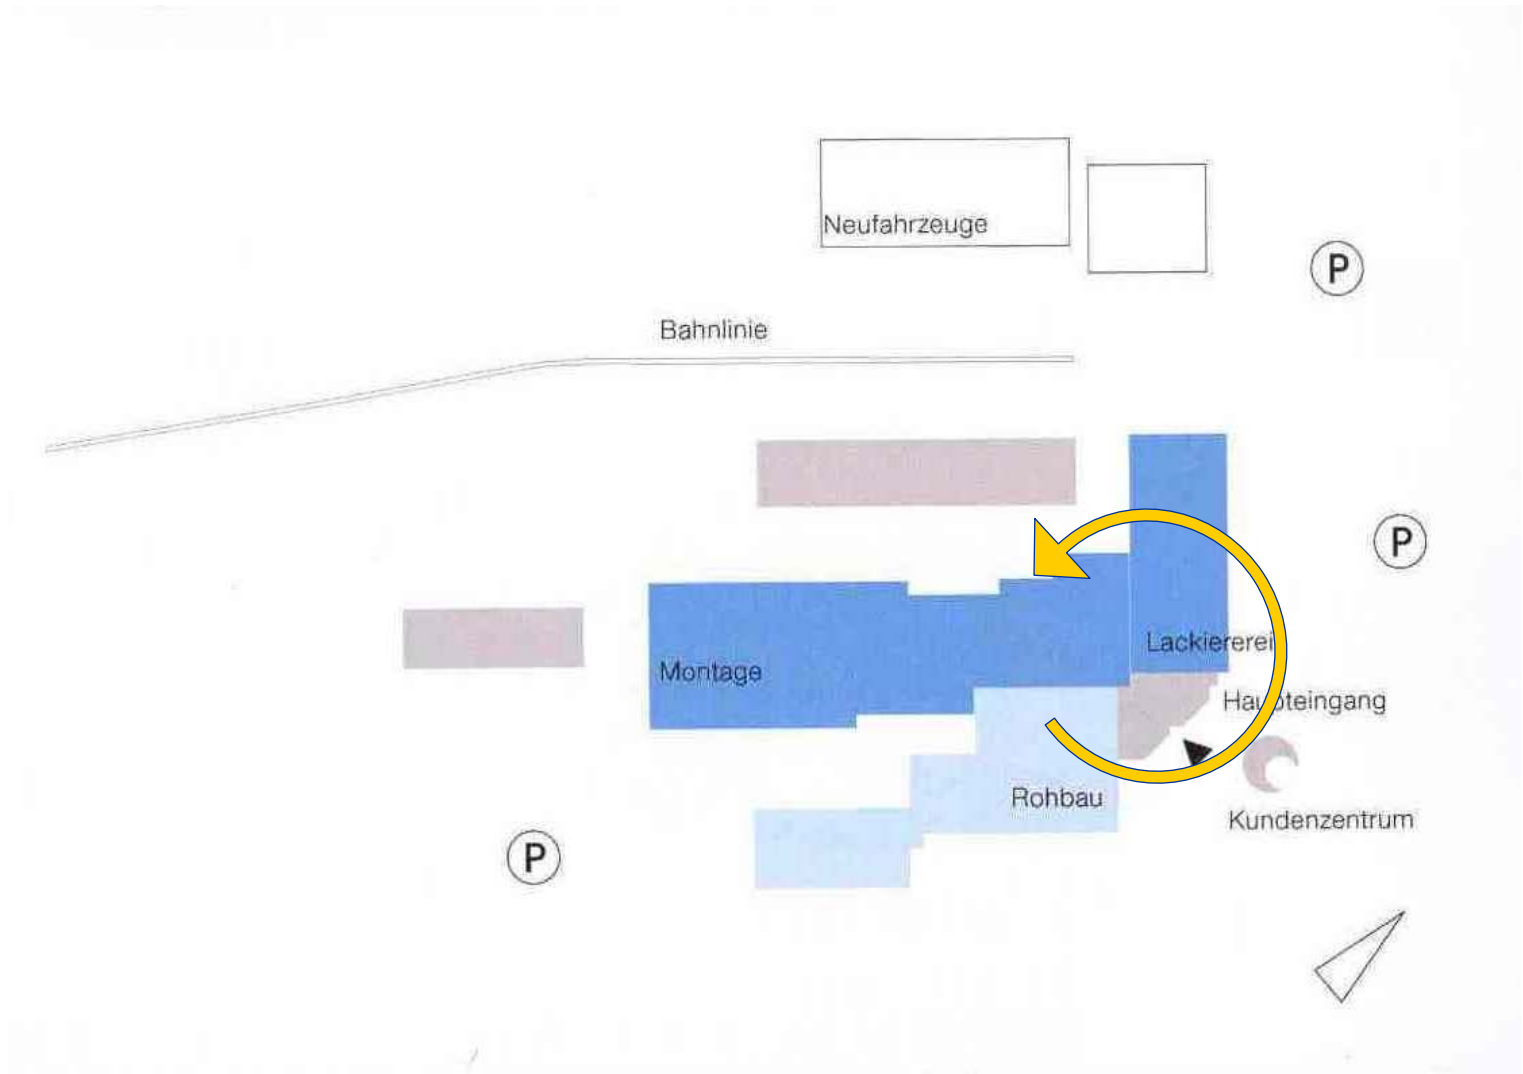 Neufahrzeuge
P
Bahnlinie
P
Lackiererei
Montage
Haupteingang
Rohbau
Kundenzentrum
P